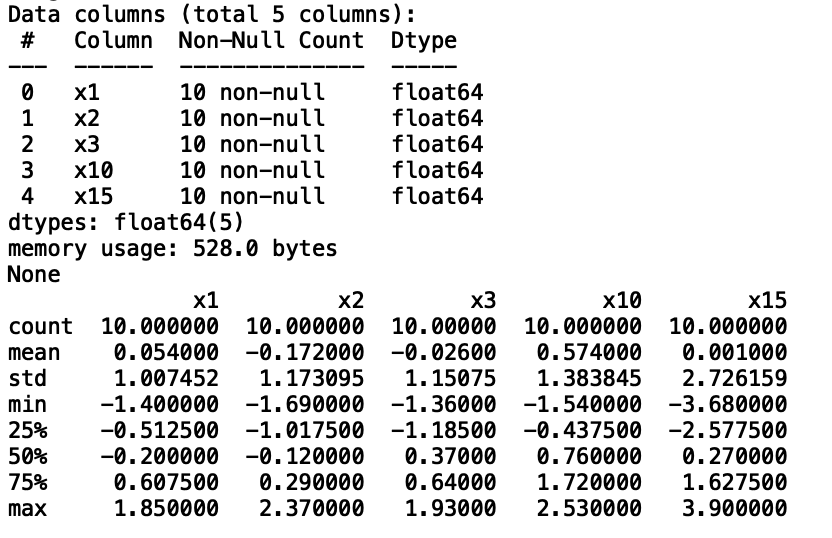 Data columns (total 5 columns):
 #   Column  Non-Null Count  Dtype
---  ------  --------------  -----
 0   x1      10 non-null     float64
 1   x2      10 non-null     float64
 2   x3      10 non-null     float64
 3   x10     10 non-null     float64
 4   x15     10 non-null     float64
dtypes: float64(5)
memory usage: 528.0 bytes
None
              x1         x2        x3        x10        x15
count  10.000000  10.000000  10.00000  10.000000  10.000000
mean    0.054000  -0.172000  -0.02600   0.574000   0.001000
std     1.007452   1.173095   1.15075   1.383845   2.726159
min    -1.400000  -1.690000  -1.36000  -1.540000  -3.680000
25%    -0.512500  -1.017500  -1.18500  -0.437500  -2.577500
50%    -0.200000  -0.120000   0.37000   0.760000   0.270000
75%     0.607500   0.290000   0.64000   1.720000   1.627500
max     1.850000   2.370000   1.93000   2.530000   3.900000